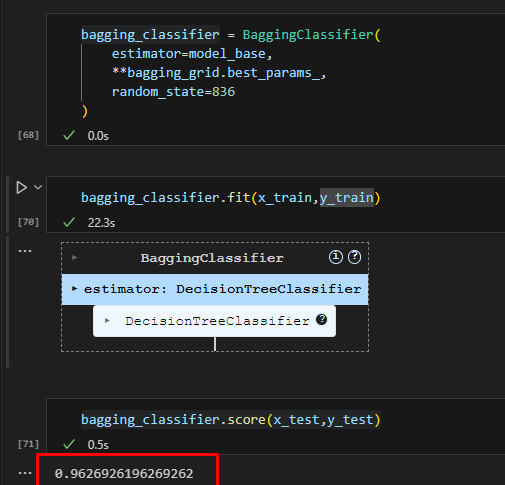 bagging_classifier = BaggingClassifier(
estimator=model_base,
**bagging_grid.best_params_,
random_state=836
)
[68] 0.0s
bagging_classifier.fit(x_train,y_train)
[70] 22.3s
...
BaggingClassifier i ?
estimator: DecisionTreeClassifier
DecisionTreeClassifier ?
bagging_classifier.score(x_test,y_test)
[71] 0.5s
... 0.9626926196269262